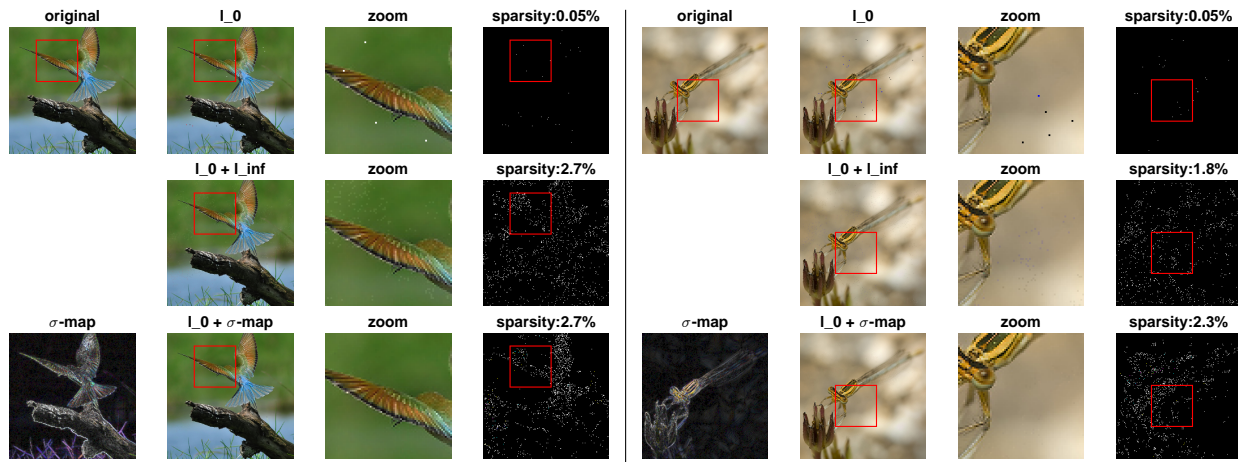 original l_0 zoom sparsity:0.05% original l_0 zoom sparsity:0.05%
l_0 + l_inf zoom sparsity:2.7% l_0 + l_inf zoom sparsity:1.8%
σ-map l_0 + σ-map zoom sparsity:2.7% σ-map l_0 + σ-map zoom sparsity:2.3%